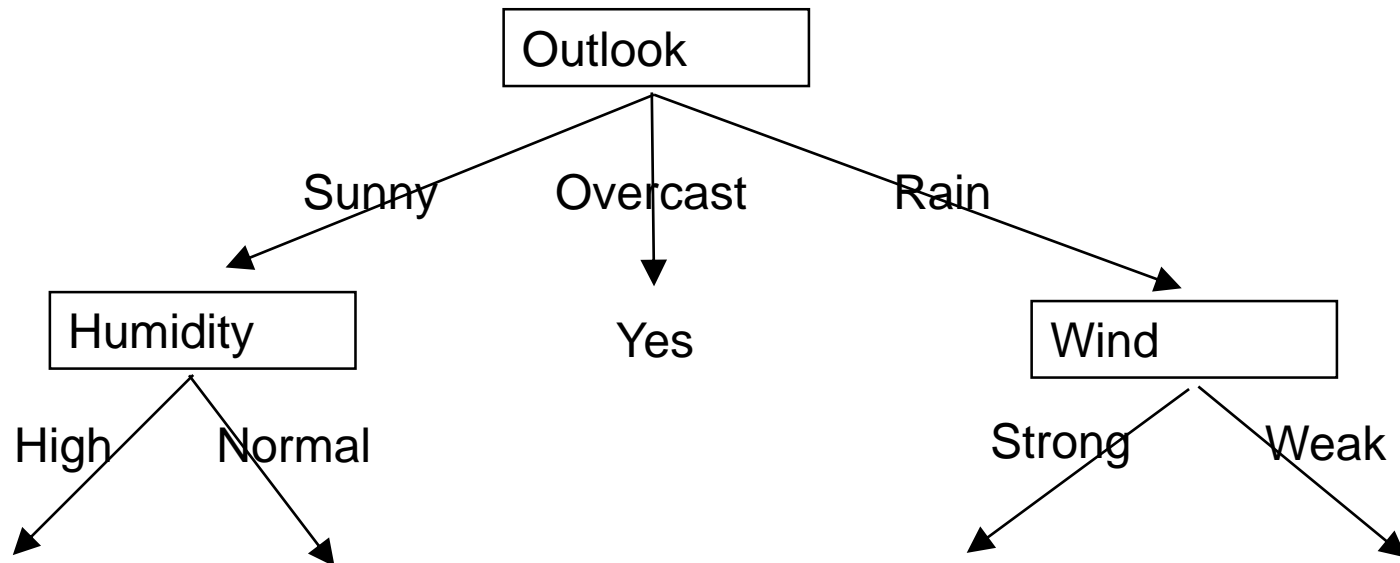 Outlook
Sunny Overcast Rain
Humidity Yes Wind
High Normal Strong Weak